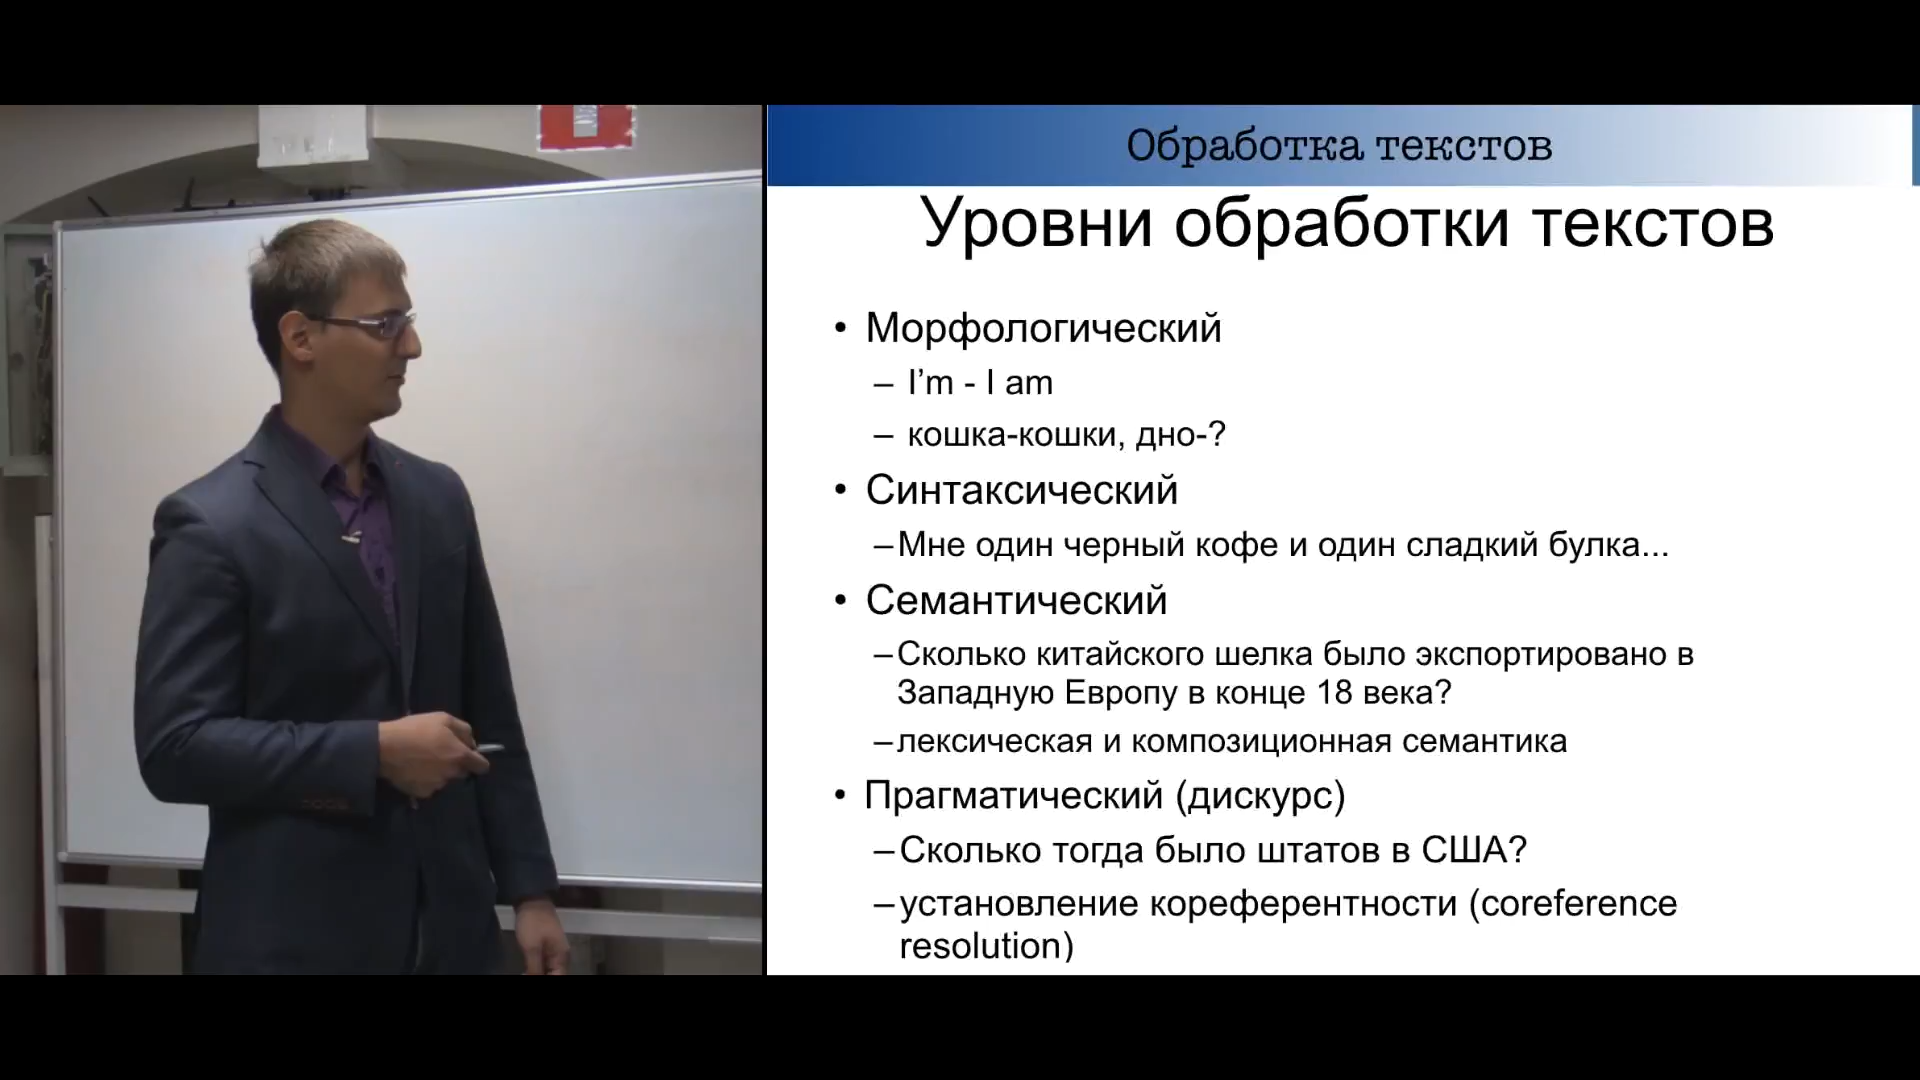 Обработка текстов
Уровни обработки текстов
• Морфологический
– I’m - I am
– кошка-кошки, дно-?
• Синтаксический
–Мне один черный кофе и один сладкий булка...
• Семантический
–Сколько китайского шелка было экспортировано в
Западную Европу в конце 18 века?
–лексическая и композиционная семантика
• Прагматический (дискурс)
–Сколько тогда было штатов в США?
–установление кореферентности (coreference
resolution)